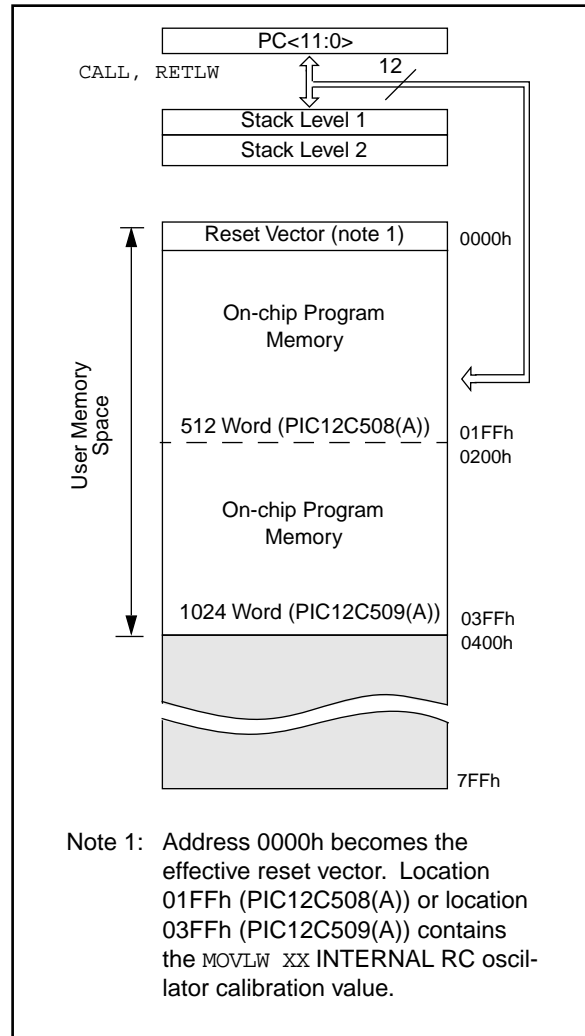 PC<11:0>
CALL, RETLW
12
Stack Level 1
Stack Level 2
Reset Vector (note 1)
0000h
User Memory
Space
On-chip Program
Memory
512 Word (PIC12C508(A))
01FFh
0200h
On-chip Program
Memory
1024 Word (PIC12C509(A))
03FFh
0400h
7FFh
Note 1: Address 0000h becomes the
effective reset vector. Location
01FFh (PIC12C508(A)) or location
03FFh (PIC12C509(A)) contains
the MOVLW XX INTERNAL RC oscil-
lator calibration value.